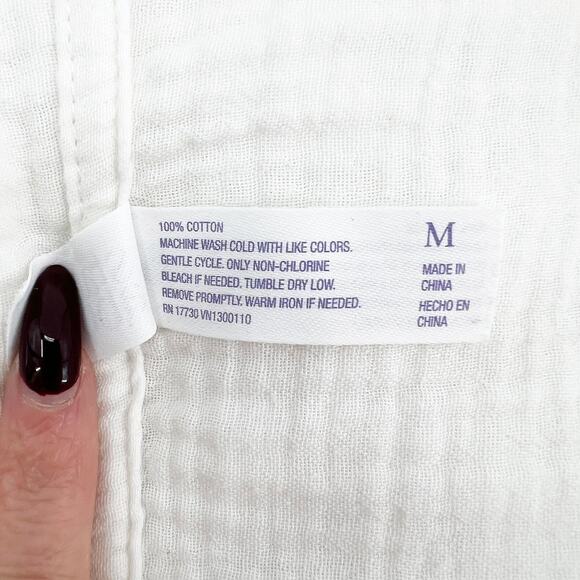 100% COTTON
MACHINE WASH COLD WITH LIKE COLORS.
GENTLE CYCLE. ONLY NON-CHLORINE
BLEACH IF NEEDED, TUMBLE DRY LOW.
REMOVE PROMPTLY. WARM IRON IF NEEDED.
RN 17730 VN1300110
M
MADE IN
CHINA
HECHO EN
CHINA